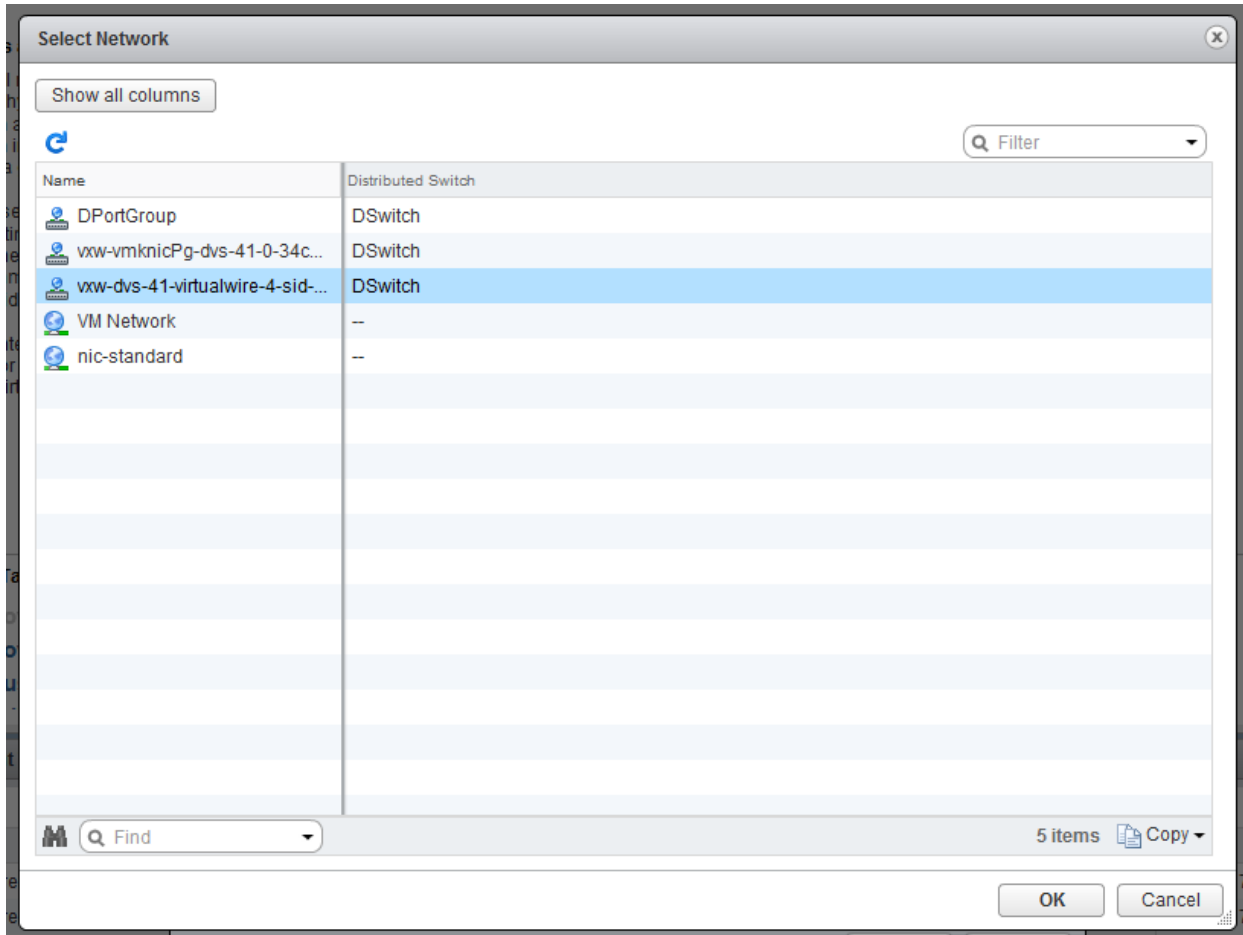 Select Network
Show all columns
Filter
Name Distributed Switch
DPortGroup DSwitch
vxw-vmknicPg-dvs-41-0-34c... DSwitch
vxw-dvs-41-virtualwire-4-sid-... DSwitch
VM Network --
nic-standard --
Find 5 items Copy
OK Cancel